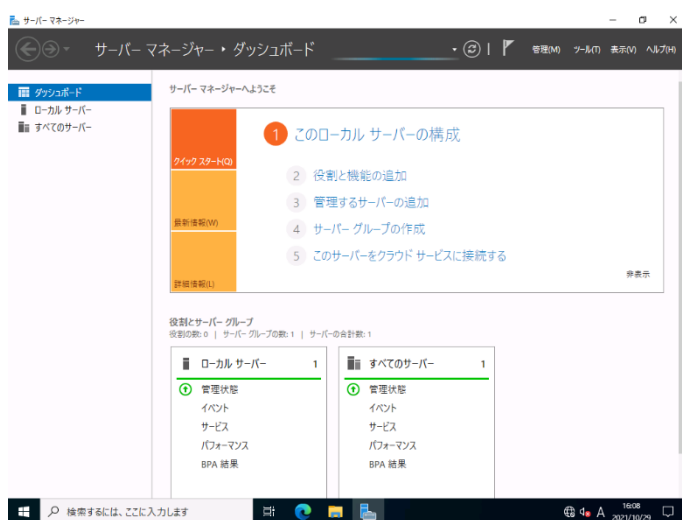 サーバー マネージャー
サーバー マネージャー ・ ダッシュボード
管理(M) ツール(T) 表示(V) ヘルプ(H)
ダッシュボード
ローカル サーバー
すべてのサーバー
サーバー マネージャーへようこそ
クイック スタート(Q)
最新情報(W)
詳細情報(L)
1 このローカル サーバーの構成
2 役割と機能の追加
3 管理するサーバーの追加
4 サーバー グループの作成
5 このサーバーをクラウド サービスに接続する
非表示
役割とサーバー グループ
役割の数: 0 | サーバー グループの数: 1 | サーバーの合計数: 1
ローカル サーバー 1
管理状態
イベント
サービス
パフォーマンス
BPA 結果
すべてのサーバー 1
管理状態
イベント
サービス
パフォーマンス
BPA 結果
検索するには、ここに入力します
A
16:08
2021/10/29